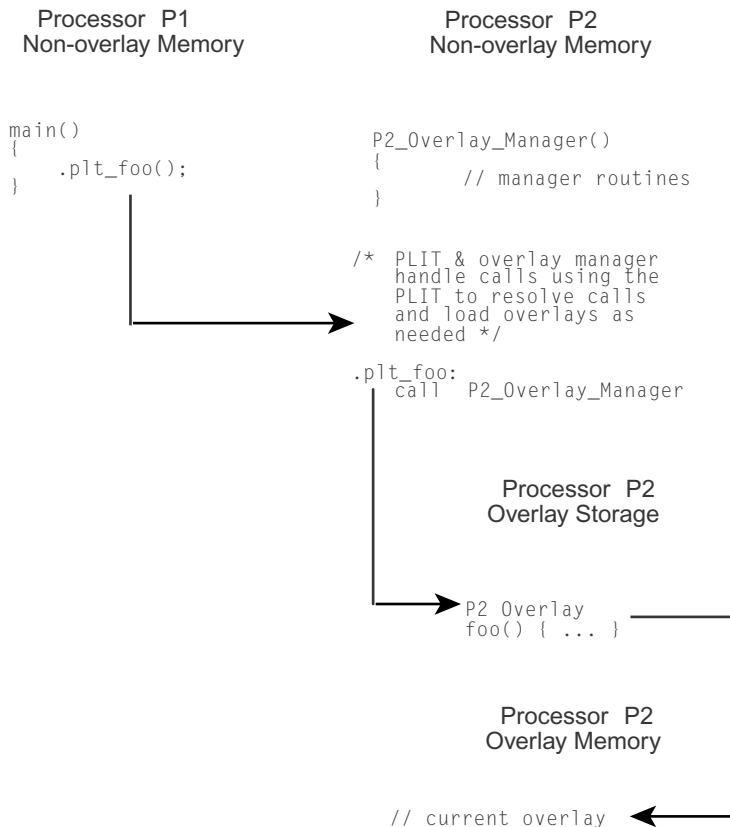 Processor P1
Non-overlay Memory
Processor P2
Non-overlay Memory
main()
{
.plt_foo();
}
P2_Overlay_Manager()
{
// manager routines
}
/* PLIT & overlay manager
handle calls using the
PLIT to resolve calls
and load overlays as
needed */
.plt_foo:
call P2_Overlay_Manager
Processor P2
Overlay Storage
P2 Overlay
foo() { ... }
Processor P2
Overlay Memory
// current overlay